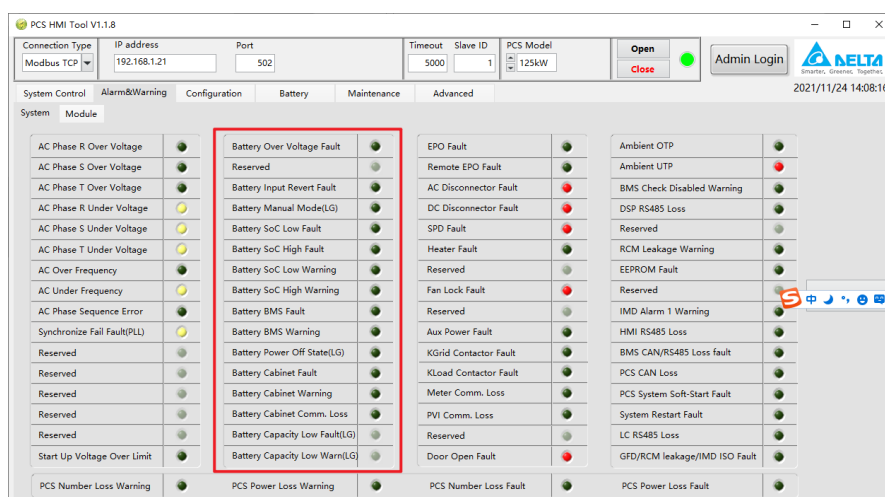 PCS HMI Tool V1.1.8
Connection Type IP address Port Timeout Slave ID PCS Model
Modbus TCP 192.168.1.21 502 5000 1 125kW Open Close Admin Login
DELTA
Smarter. Greener. Together.
System Control Alarm&Warning Configuration Battery Maintenance Advanced 2021/11/24 14:08:16
System Module
AC Phase R Over Voltage Battery Over Voltage Fault EPO Fault Ambient OTP
AC Phase S Over Voltage Reserved Remote EPO Fault Ambient UTP
AC Phase T Over Voltage Battery Input Revert Fault AC Disconnector Fault BMS Check Disabled Warning
AC Phase R Under Voltage Battery Manual Mode(LG) DC Disconnector Fault DSP RS485 Loss
AC Phase S Under Voltage Battery SoC Low Fault SPD Fault Reserved
AC Phase T Under Voltage Battery SoC High Fault Heater Fault RCM Leakage Warning
AC Over Frequency Battery SoC Low Warning Reserved EEPROM Fault
AC Under Frequency Battery SoC High Warning Fan Lock Fault Reserved
AC Phase Sequence Error Battery BMS Fault Reserved IMD Alarm 1 Warning
Synchronize Fail Fault(PLL) Battery BMS Warning Aux Power Fault HMI RS485 Loss
Reserved Battery Power Off State(LG) KGrid Contactor Fault BMS CAN/RS485 Loss fault
Reserved Battery Cabinet Fault KLoad Contactor Fault PCS CAN Loss
Reserved Battery Cabinet Warning Meter Comm. Loss PCS System Soft-Start Fault
Reserved Battery Cabinet Comm. Loss PVI Comm. Loss System Restart Fault
Reserved Battery Capacity Low Fault(LG) Reserved LC RS485 Loss
Start Up Voltage Over Limit Battery Capacity Low Warn(LG) Door Open Fault GFD/RCM leakage/IMD ISO Fault
PCS Number Loss Warning PCS Power Loss Warning PCS Number Loss Fault PCS Power Loss Fault
S 中